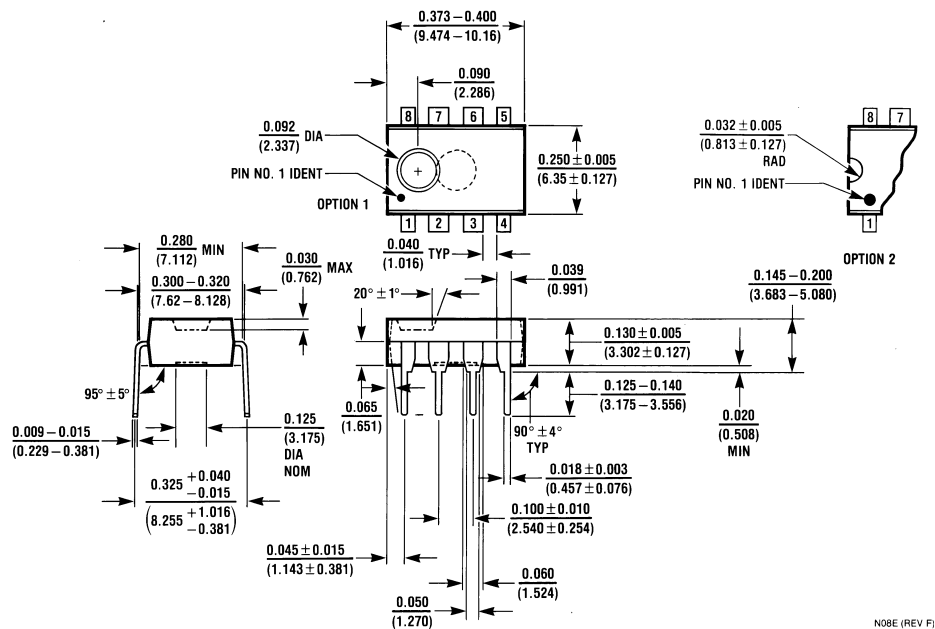 0.373 – 0.400
(9.474 – 10.16)
0.090
(2.286)
8 7 6 5
0.092 DIA
(2.337)
PIN NO. 1 IDENT
OPTION 1
0.250 ± 0.005
(6.35 ± 0.127)
1 2 3 4
8 7
0.032 ± 0.005
(0.813 ± 0.127)
RAD
PIN NO. 1 IDENT
1
OPTION 2
0.280 MIN
(7.112)
0.300 – 0.320
(7.62 – 8.128)
0.030 MAX
(0.762)
0.040 TYP
(1.016)
0.039
(0.991)
20° ± 1°
0.145 – 0.200
(3.683 – 5.080)
0.130 ± 0.005
(3.302 ± 0.127)
95° ± 5°
0.065
(1.651)
0.125 – 0.140
(3.175 – 3.556)
0.020
(0.508)
MIN
0.009 – 0.015
(0.229 – 0.381)
0.125
(3.175)
DIA
NOM
90° ± 4°
TYP
0.018 ± 0.003
(0.457 ± 0.076)
0.325 +0.040
−0.015
(8.255 +1.016
−0.381)
0.100 ± 0.010
(2.540 ± 0.254)
0.045 ± 0.015
(1.143 ± 0.381)
0.060
(1.524)
0.050
(1.270)
N08E (REV F)